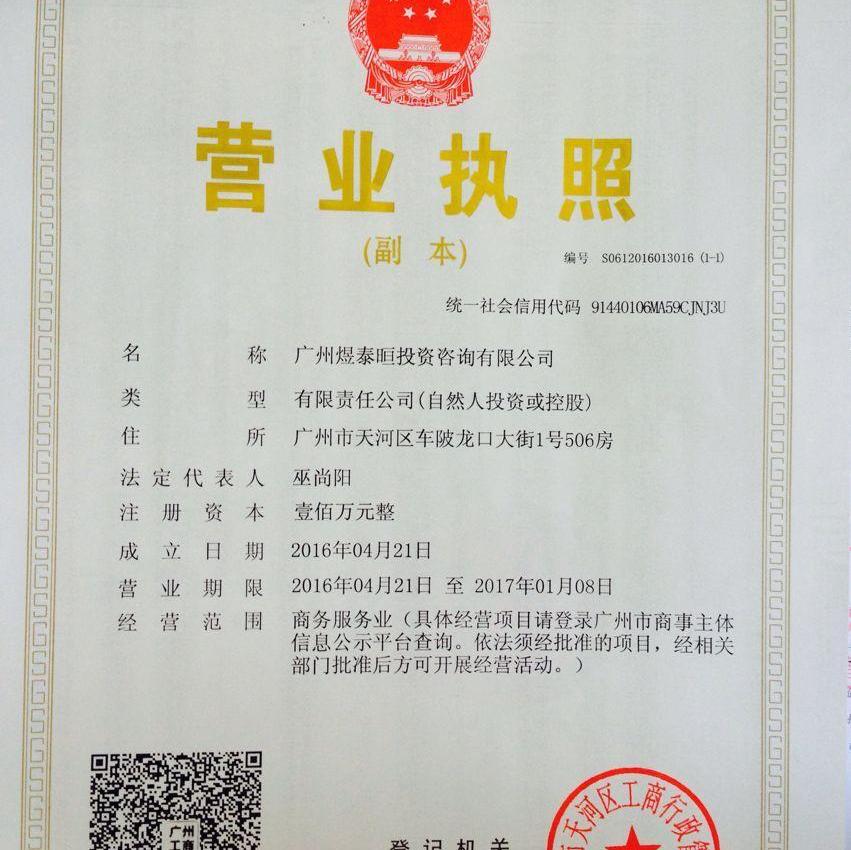 营业执照
(副 本)
编号 S0612016013016 (1-1)
统一社会信用代码 91440106MA59CJNJ3U
名 称 广州煜泰晅投资咨询有限公司
类 型 有限责任公司(自然人投资或控股)
住 所 广州市天河区车陂龙口大街1号506房
法定代表人 巫尚阳
注 册 资 本 壹佰万元整
成 立 日 期 2016年04月21日
营 业 期 限 2016年04月21日 至 2017年01月08日
经 营 范 围 商务服务业（具体经营项目请登录广州市商事主体
信息公示平台查询。依法须经批准的项目，经相关
部门批准后方可开展经营活动。）
广州
工商
登 记 机 关
天河区工商行政管